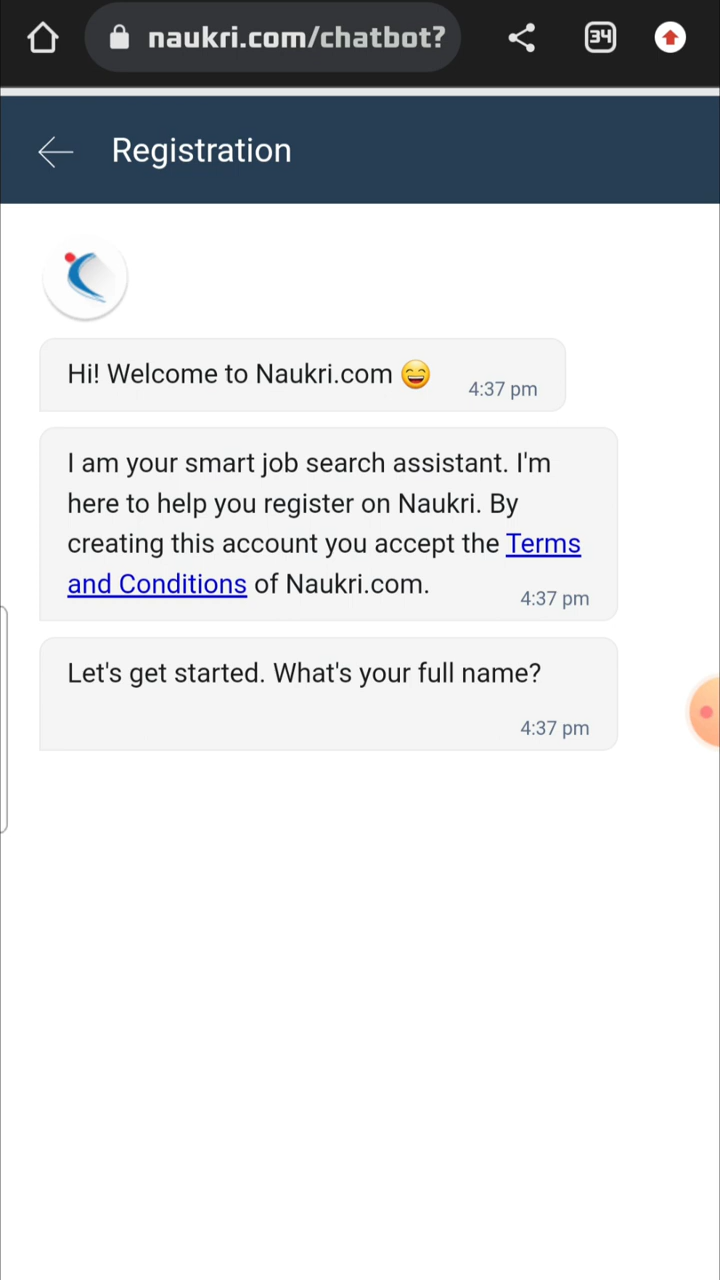 naukri.com/chatbot?
34
Registration
Hi! Welcome to Naukri.com 😄
4:37 pm
I am your smart job search assistant. I'm
here to help you register on Naukri. By
creating this account you accept the Terms
and Conditions of Naukri.com.
4:37 pm
Let's get started. What's your full name?
4:37 pm